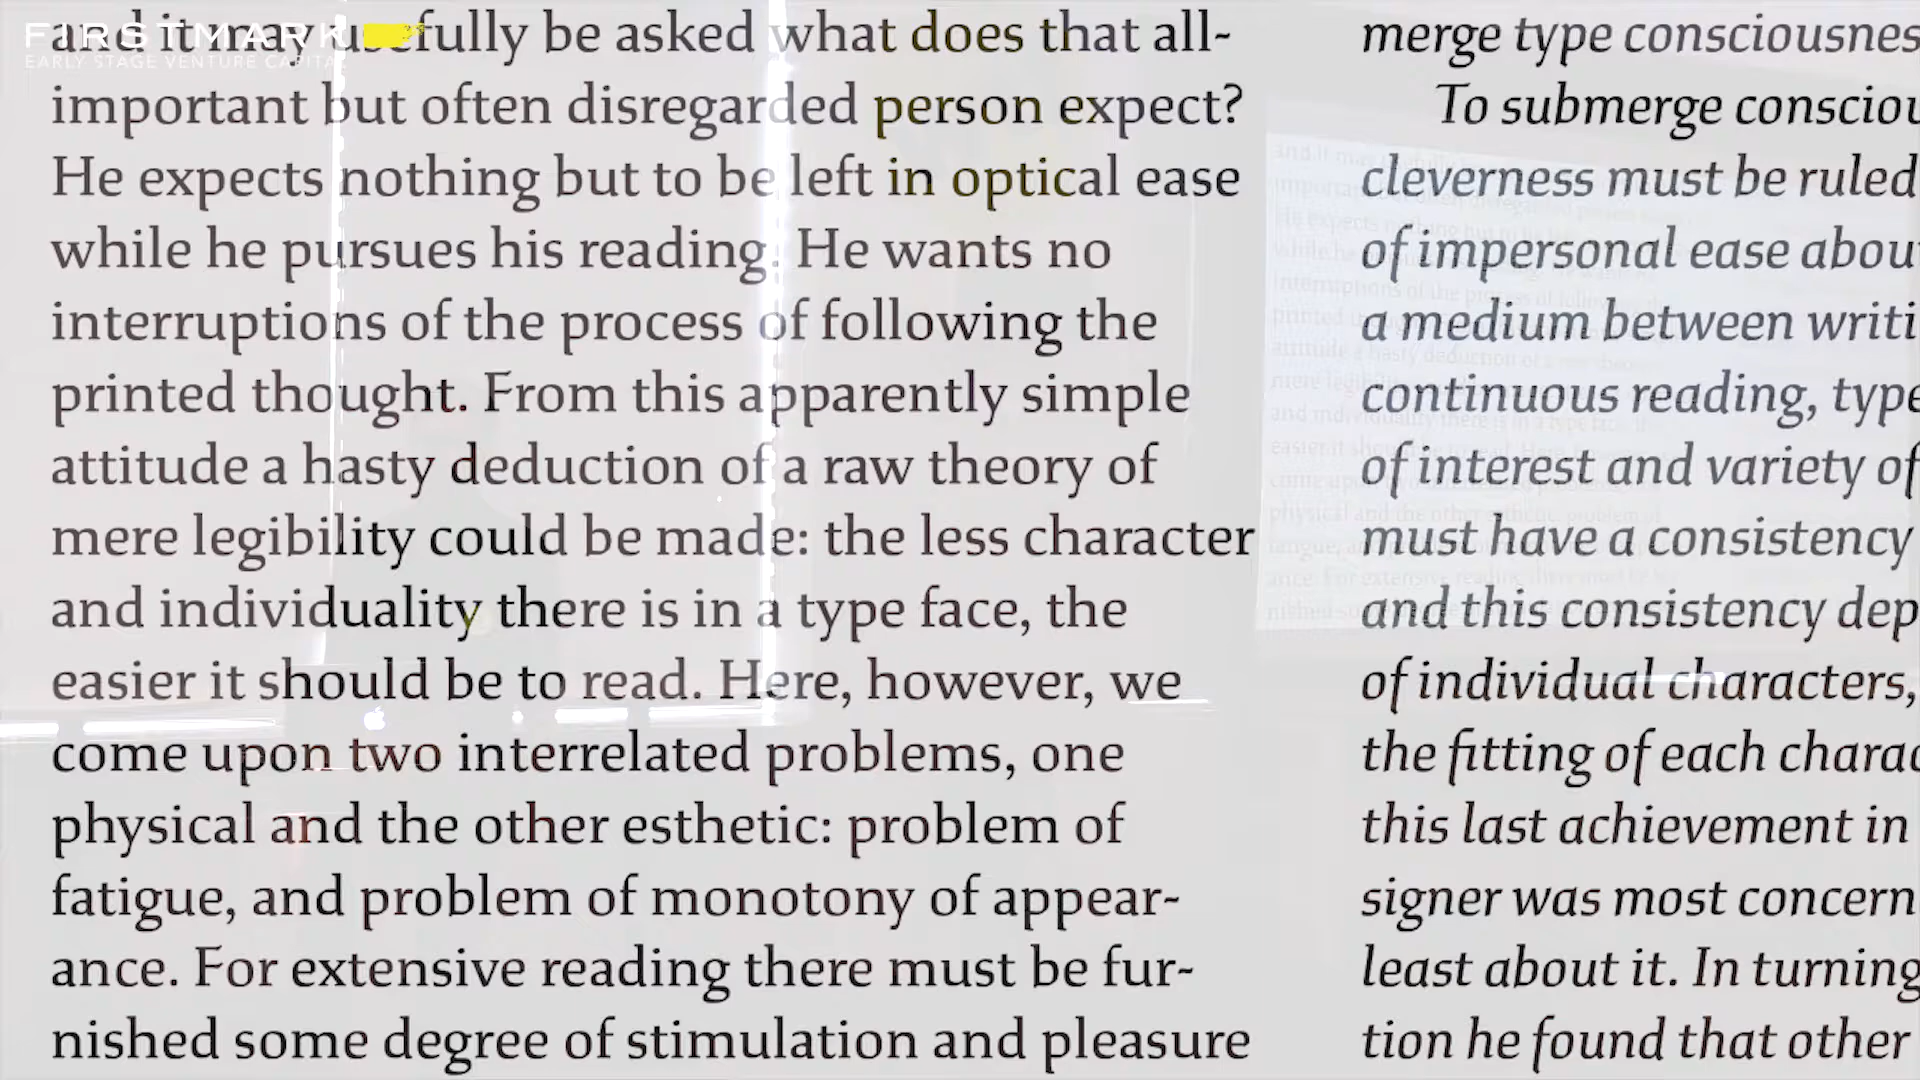 FIRSTMARK
EARLY STAGE VENTURE CAPITAL
and it may usefully be asked what does that all-
important but often disregarded person expect?
He expects nothing but to be left in optical ease
while he pursues his reading. He wants no
interruptions of the process of following the
printed thought. From this apparently simple
attitude a hasty deduction of a raw theory of
mere legibility could be made: the less character
and individuality there is in a type face, the
easier it should be to read. Here, however, we
come upon two interrelated problems, one
physical and the other esthetic: problem of
fatigue, and problem of monotony of appear-
ance. For extensive reading there must be fur-
nished some degree of stimulation and pleasure
merge type consciousnes
To submerge consciou
cleverness must be ruled
of impersonal ease abou
a medium between writi
continuous reading, type
of interest and variety of
must have a consistency
and this consistency dep
of individual characters,
the fitting of each charac
this last achievement in
signer was most concern
least about it. In turning
tion he found that other